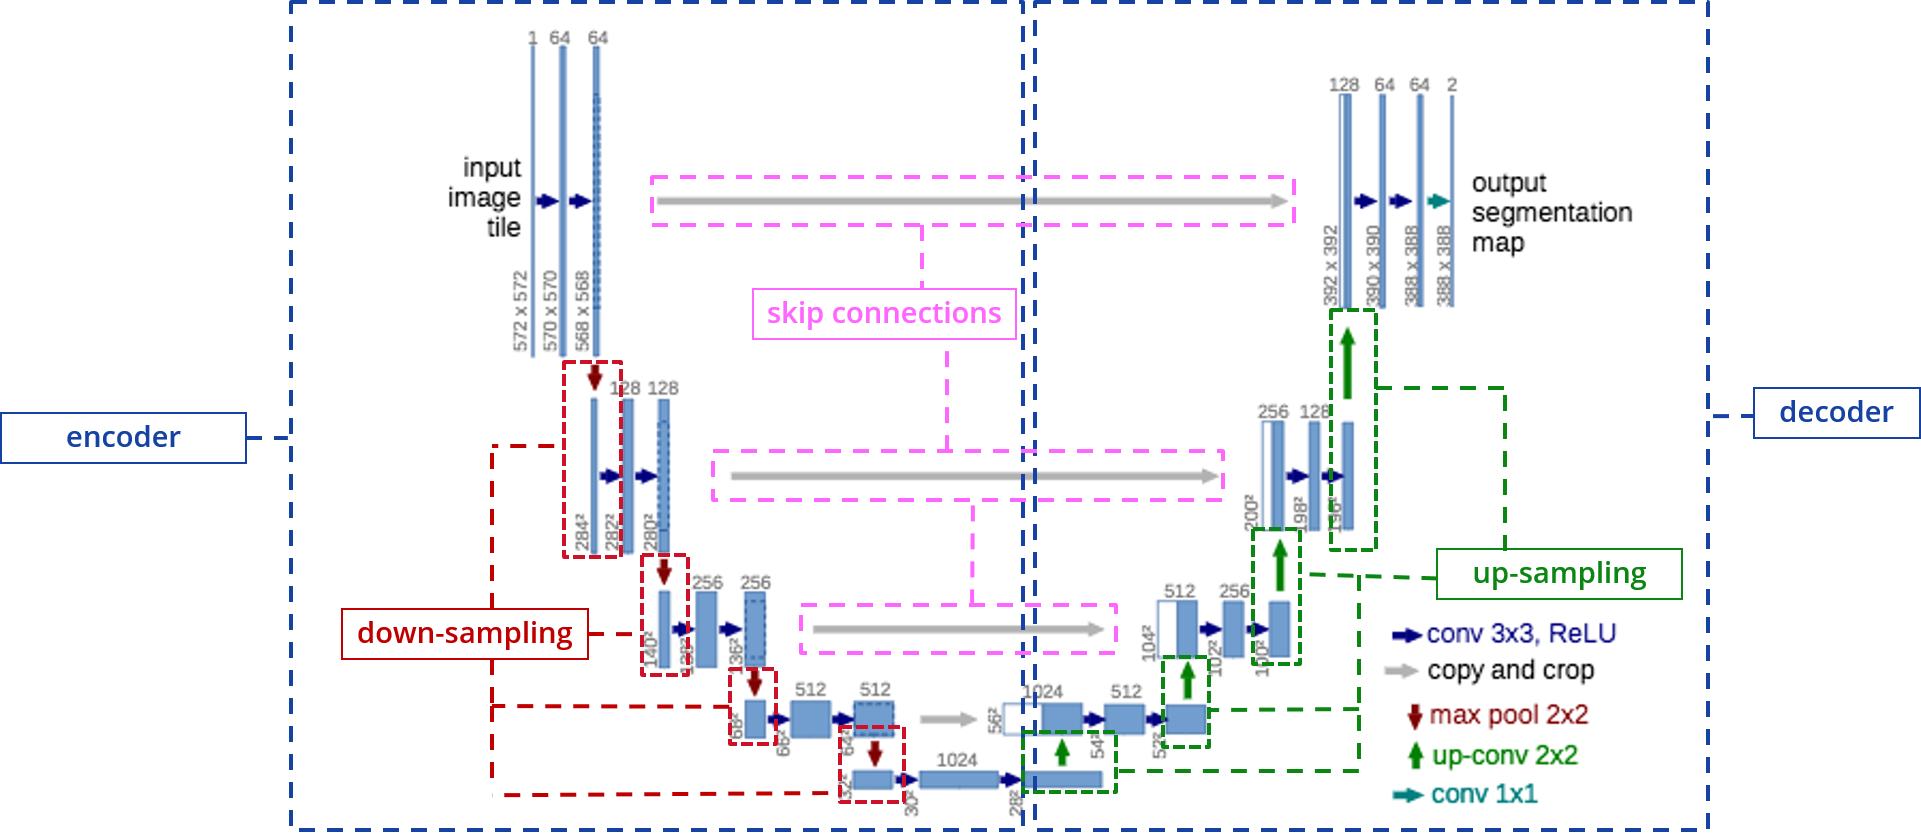 1 64 64
128
64
64
2
input
image
tile
output
segmentation
map
572 x 572
570 x 570
568 x 568
392 x 392
390 x 390
388 x 388
388 x 388
skip connections
128 128
256 128
encoder
decoder
284²
282²
280²
200²
198²
196²
up-sampling
256
256
512
256
down-sampling
140²
138²
136²
104²
102²
100²
conv 3x3, ReLU
copy and crop
max pool 2x2
up-conv 2x2
conv 1x1
512
512
1024
512
68²
66²
64²
56²
54²
52²
1024
32²
30²
28²